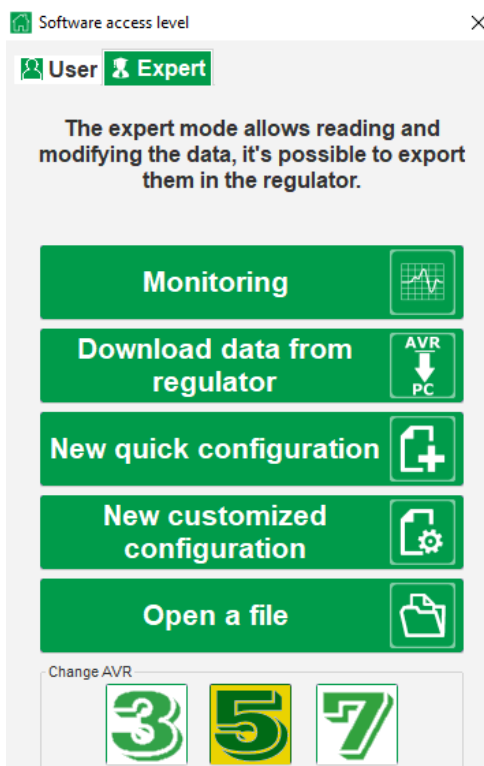 Software access level
User Expert
The expert mode allows reading and
modifying the data, it's possible to export
them in the regulator.
Monitoring
Download data from
regulator
AVR
PC
New quick configuration
New customized
configuration
Open a file
Change AVR
3 5 7